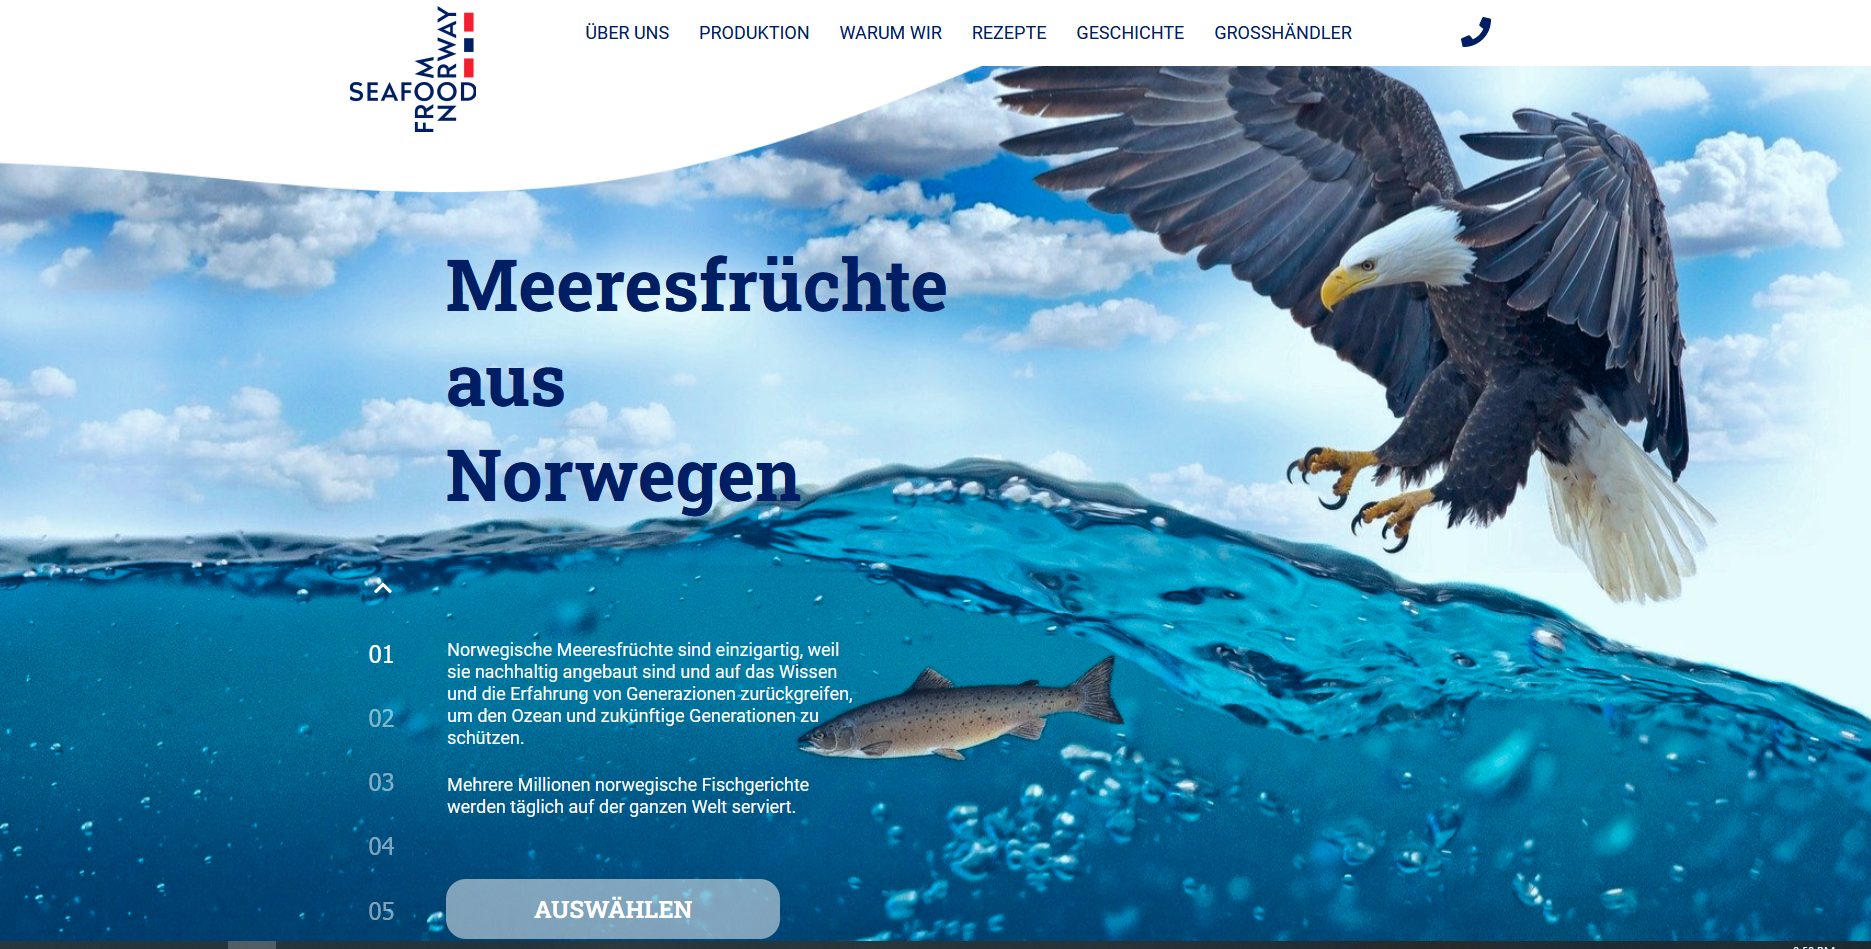 SEAFOOD
FROM
NORWAY
ÜBER UNS PRODUKTION WARUM WIR REZEPTE GESCHICHTE GROSSHÄNDLER
Meeresfrüchte
aus
Norwegen
01
Norwegische Meeresfrüchte sind einzigartig, weil
sie nachhaltig angebaut sind und auf das Wissen
und die Erfahrung von Generazionen zurückgreifen,
um den Ozean und zukünftige Generationen zu
schützen.
02
03
Mehrere Millionen norwegische Fischgerichte
werden täglich auf der ganzen Welt serviert.
04
05
AUSWÄHLEN